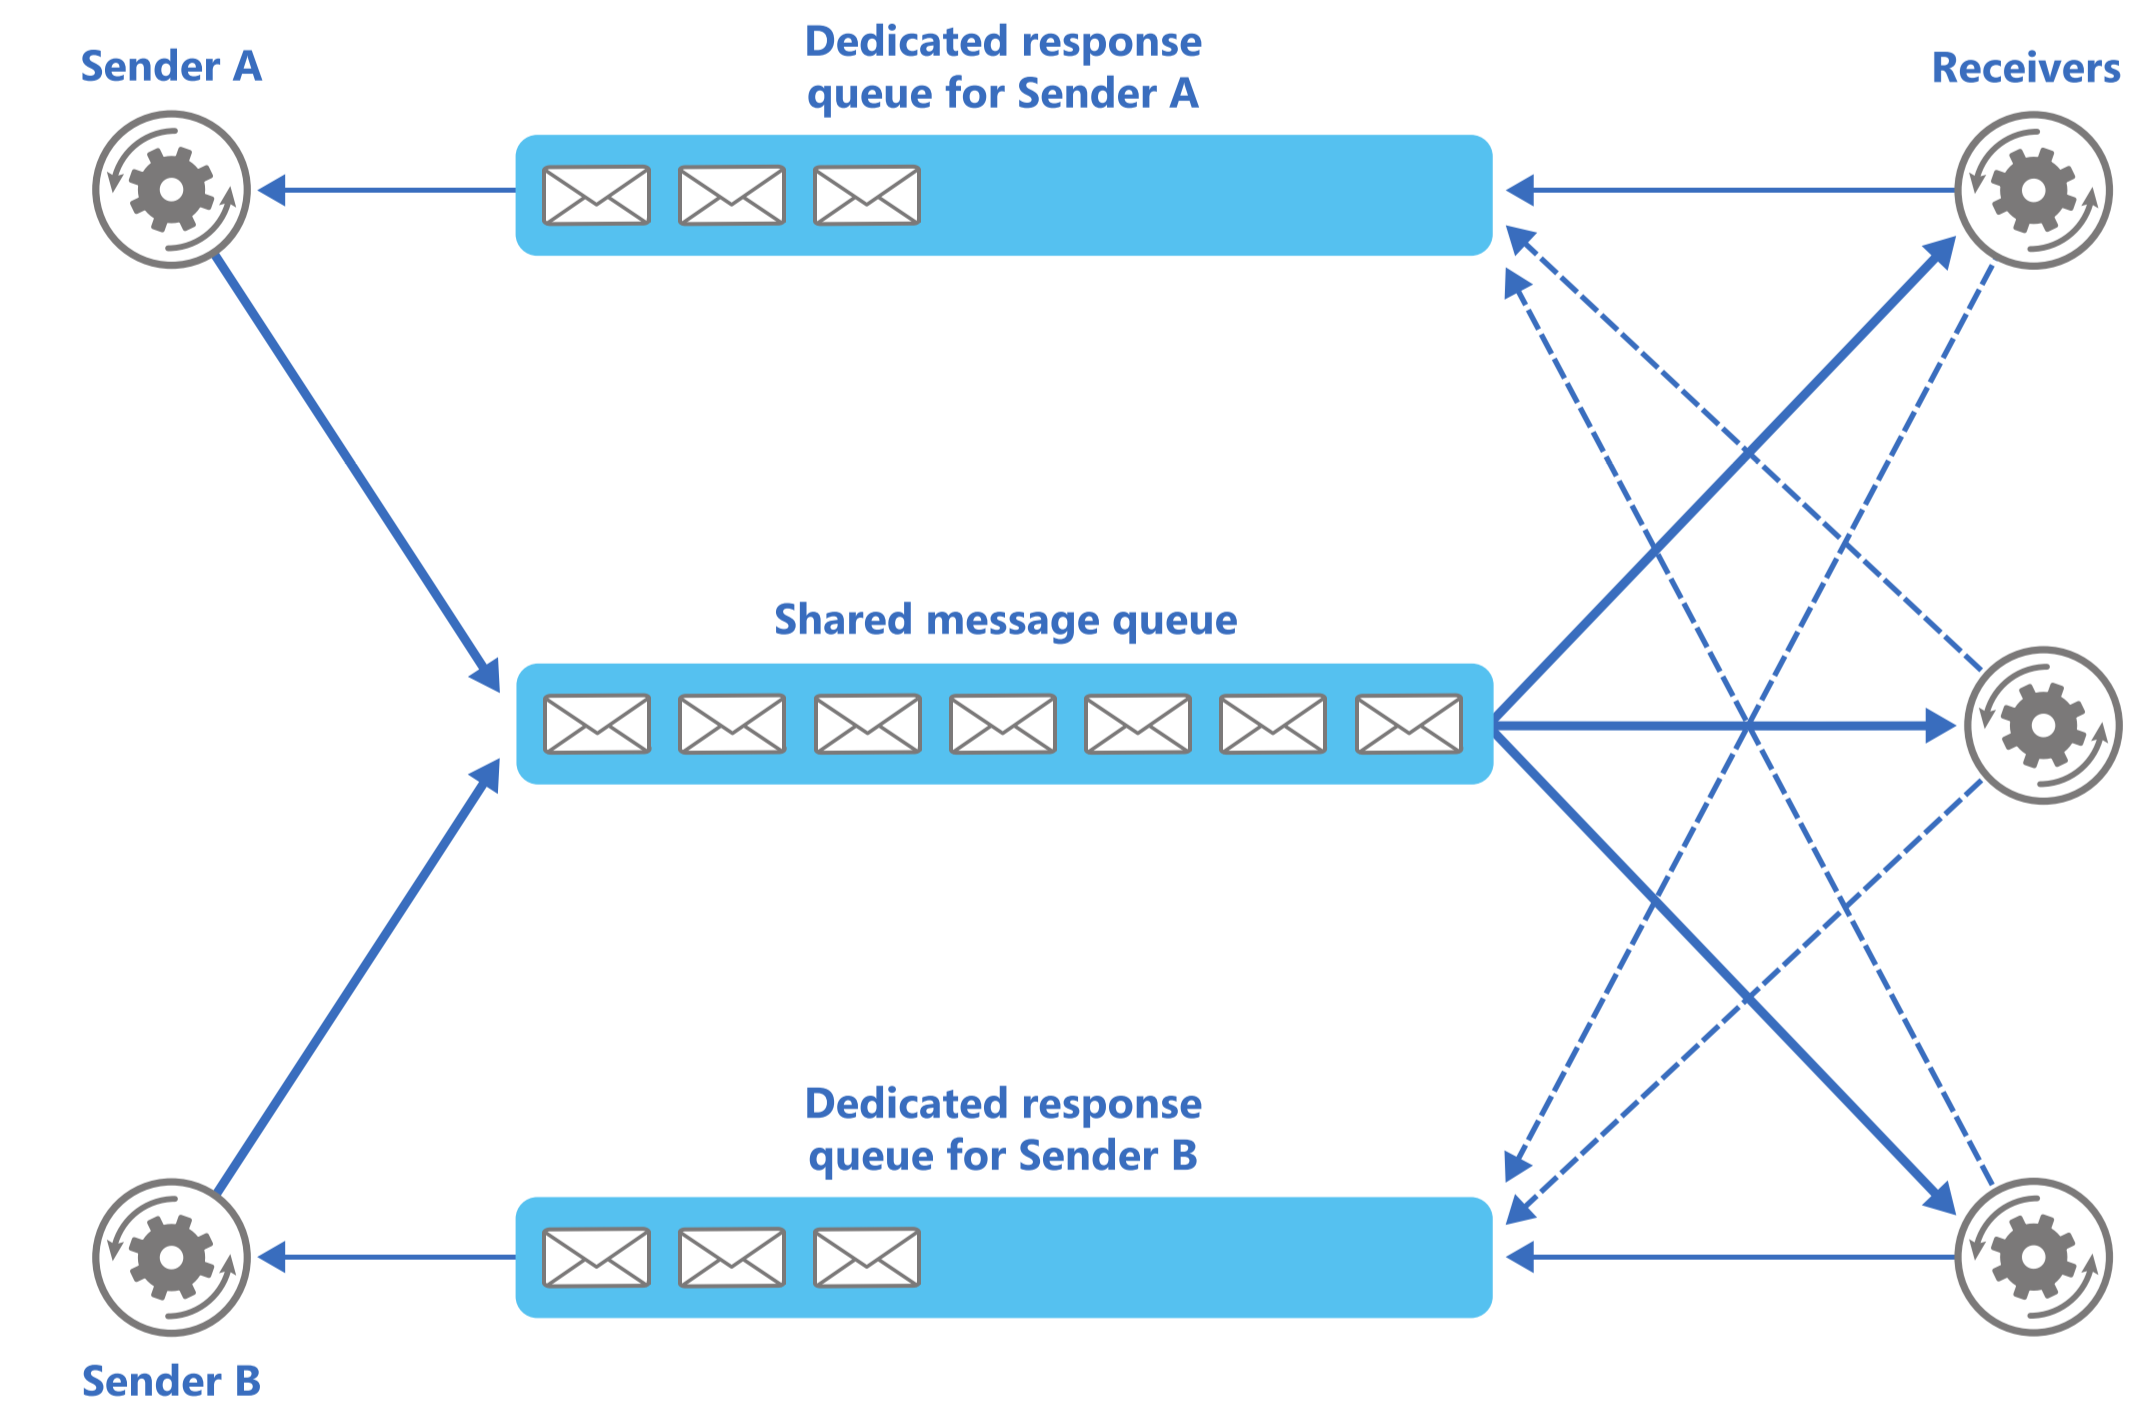 Sender A
Dedicated response
queue for Sender A
Receivers
Shared message queue
Dedicated response
queue for Sender B
Sender B